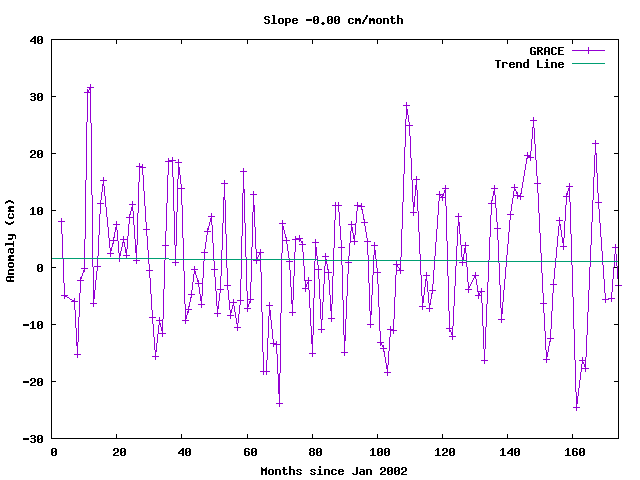 Slope -0.00 cm/month
GRACE
Trend Line
40
30
20
10
0
-10
-20
-30
Anomaly (cm)
0 20 40 60 80 100 120 140 160
Months since Jan 2002